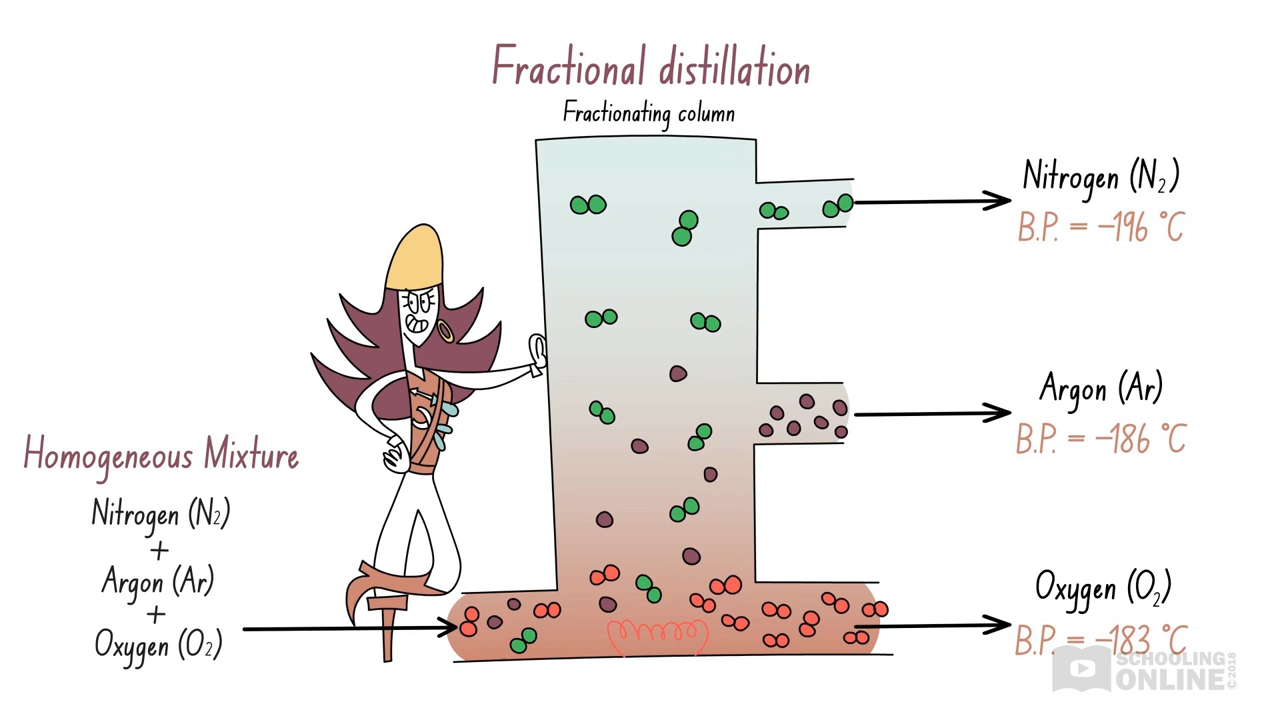 Fractional distillation
Fractionating column
Nitrogen (N₂)
B.P. = –196 °C
Argon (Ar)
B.P. = –186 °C
Homogeneous Mixture
Nitrogen (N₂)
+
Argon (Ar)
+
Oxygen (O₂)
Oxygen (O₂)
B.P. = –183 °C
SCHOOLING
ONLINE
©2018